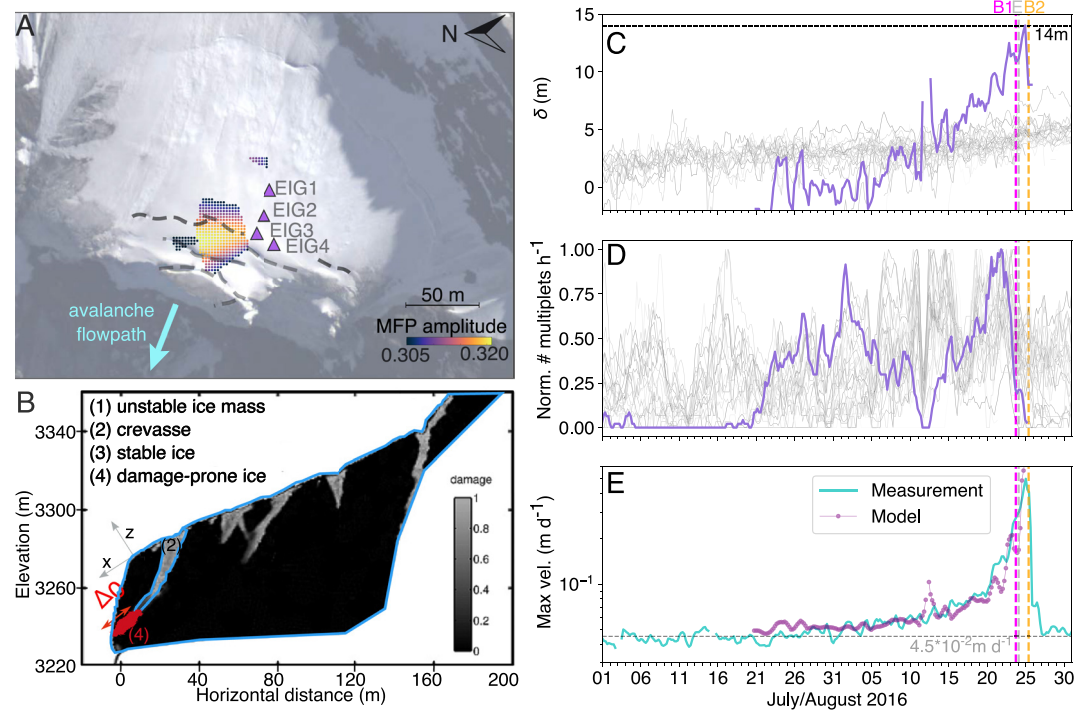 A
N
EIG1
EIG2
EIG3
EIG4
avalanche
flowpath
50 m
MFP amplitude
0.305 0.320
B
(1) unstable ice mass
(2) crevasse
(3) stable ice
(4) damage-prone ice
damage
1
0.8
0.6
0.4
0.2
0
(2)
z
x
Δρ
(4)
Elevation (m)
3340
3300
3260
3220
0 40 80 120 160 200
Horizontal distance (m)
B1 E B2
C
14m
δ (m)
15
10
5
0
D
Norm. # multiplets h⁻¹
1.00
0.75
0.50
0.25
0.00
E
Measurement
Model
Max vel. (m d⁻¹)
10⁻¹
4.5*10⁻²m d⁻¹
01 06 11 16 21 26 31 05 10 15 20 25 31
July/August 2016